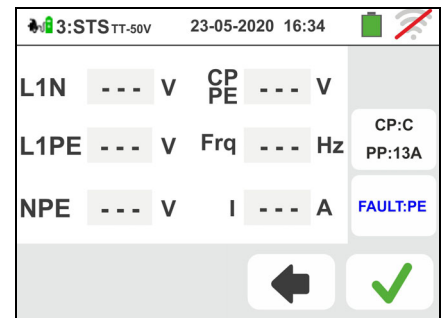 3:STS TT-50V 23-05-2020 16:34
L1N - - - V CP PE - - - V
L1PE - - - V Frq - - - Hz
NPE - - - V I - - - A
CP:C
PP:13A
FAULT:PE